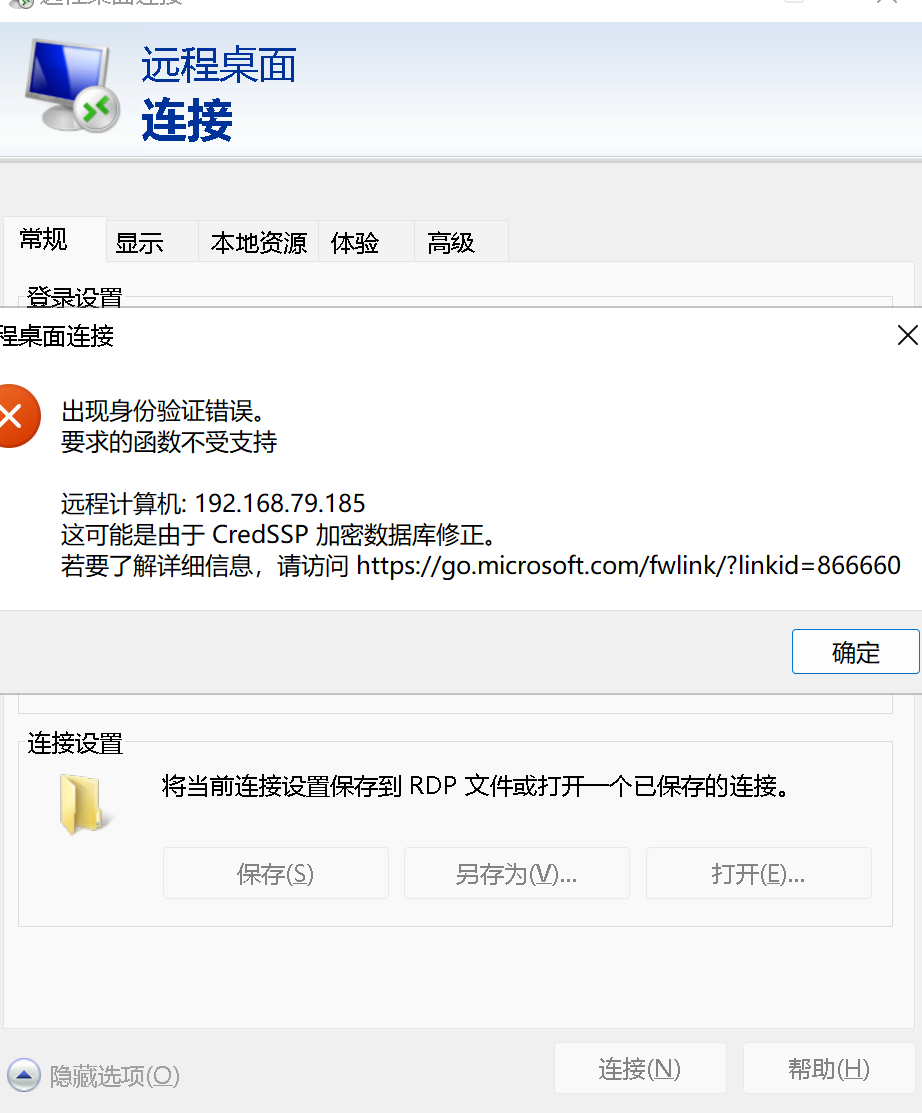 远程桌面连接
远程桌面
连接
常规 显示 本地资源 体验 高级
登录设置
程桌面连接
出现身份验证错误。
要求的函数不受支持
远程计算机: 192.168.79.185
这可能是由于 CredSSP 加密数据库修正。
若要了解详细信息，请访问 https://go.microsoft.com/fwlink/?linkid=866660
确定
连接设置
将当前连接设置保存到 RDP 文件或打开一个已保存的连接。
保存(S) 另存为(V)... 打开(E)...
隐藏选项(O) 连接(N) 帮助(H)